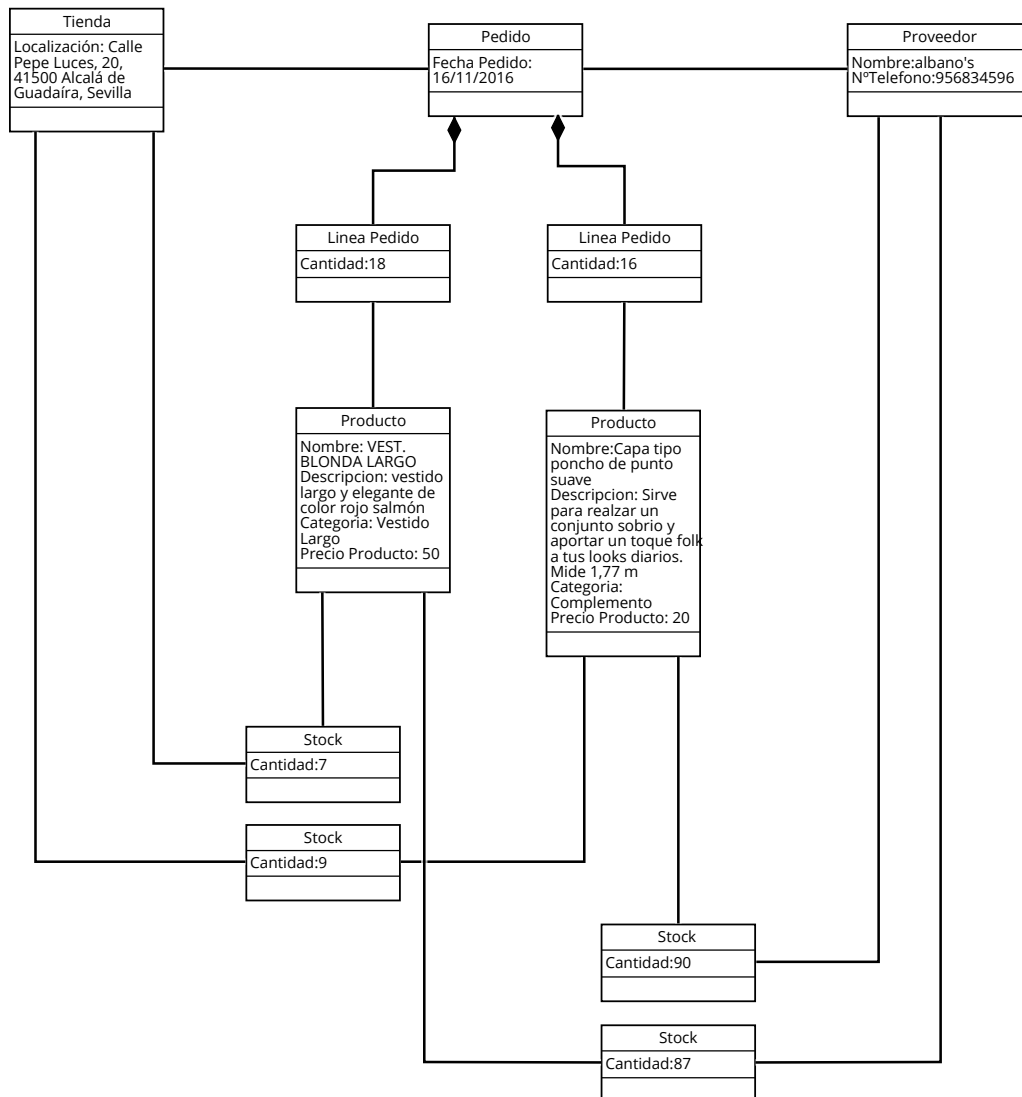 Tienda
Localización: Calle
Pepe Luces, 20,
41500 Alcalá de
Guadaíra, Sevilla
Pedido
Fecha Pedido:
16/11/2016
Proveedor
Nombre:albano's
NºTelefono:956834596
Linea Pedido
Cantidad:18
Linea Pedido
Cantidad:16
Producto
Nombre: VEST.
BLONDA LARGO
Descripcion: vestido
largo y elegante de
color rojo salmón
Categoria: Vestido
Largo
Precio Producto: 50
Producto
Nombre:Capa tipo
poncho de punto
suave
Descripcion: Sirve
para realzar un
conjunto sobrio y
aportar un toque folk
a tus looks diarios.
Mide 1,77 m
Categoria:
Complemento
Precio Producto: 20
Stock
Cantidad:7
Stock
Cantidad:9
Stock
Cantidad:90
Stock
Cantidad:87